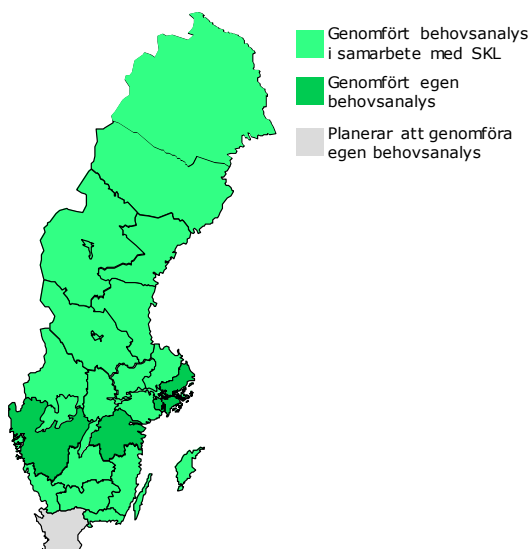 Genomfört behovsanalys
i samarbete med SKL
Genomfört egen
behovsanalys
Planerar att genomföra
egen behovsanalys